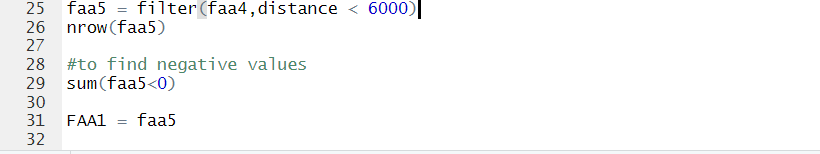 25 faa5 = filter(faa4,distance < 6000)
26 nrow(faa5)
27
28 #to find negative values
29 sum(faa5<0)
30
31 FAA1 = faa5
32